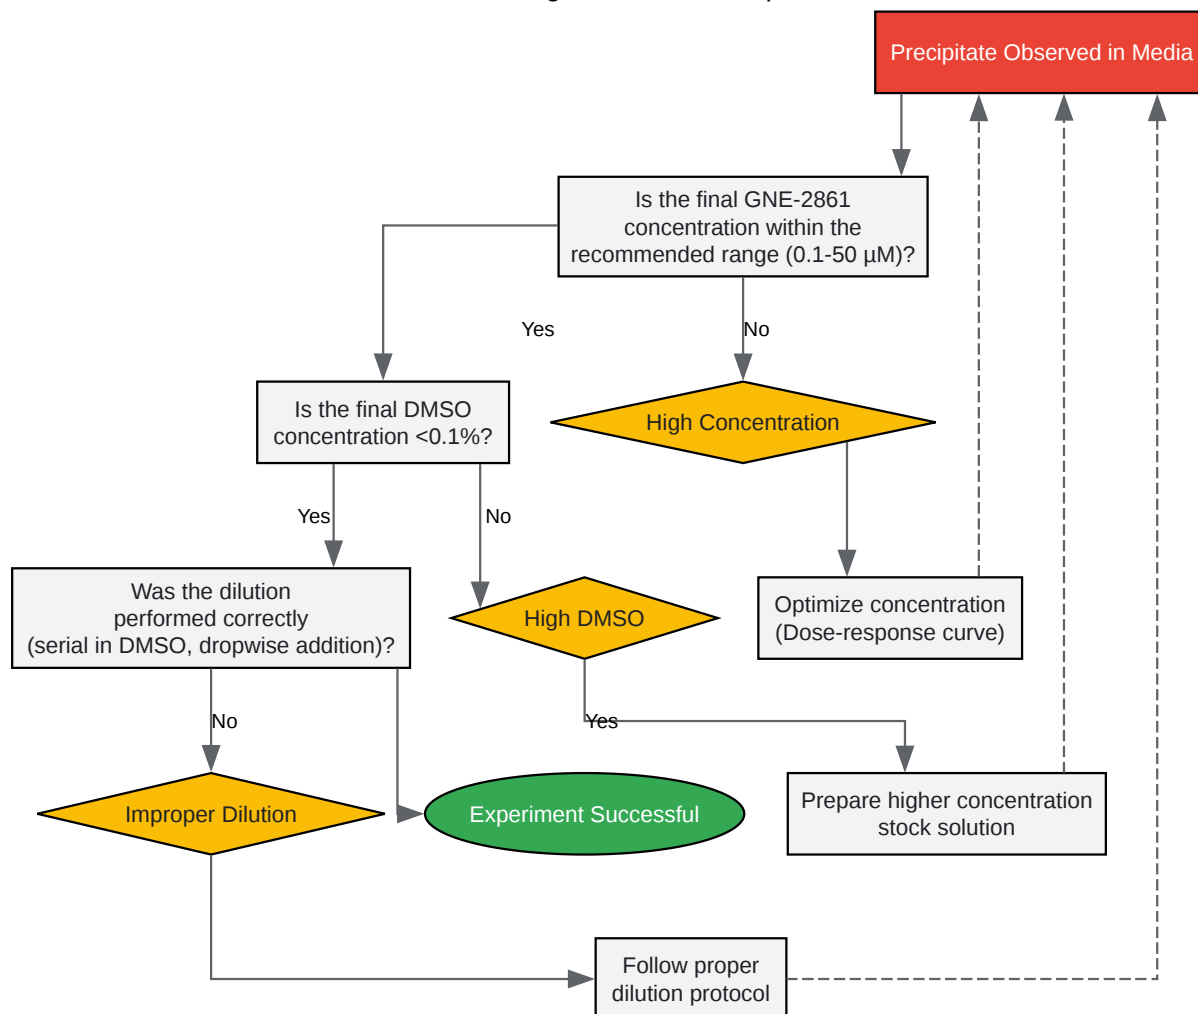 Precipitate Observed in Media
Is the final GNE-2861
concentration within the
recommended range (0.1-50 µM)?
Yes
No
Is the final DMSO
concentration <0.1%?
High Concentration
Yes
No
Was the dilution
performed correctly
(serial in DMSO, dropwise addition)?
High DMSO
Optimize concentration
(Dose-response curve)
No
Yes
Improper Dilution
Experiment Successful
Prepare higher concentration
stock solution
Follow proper
dilution protocol